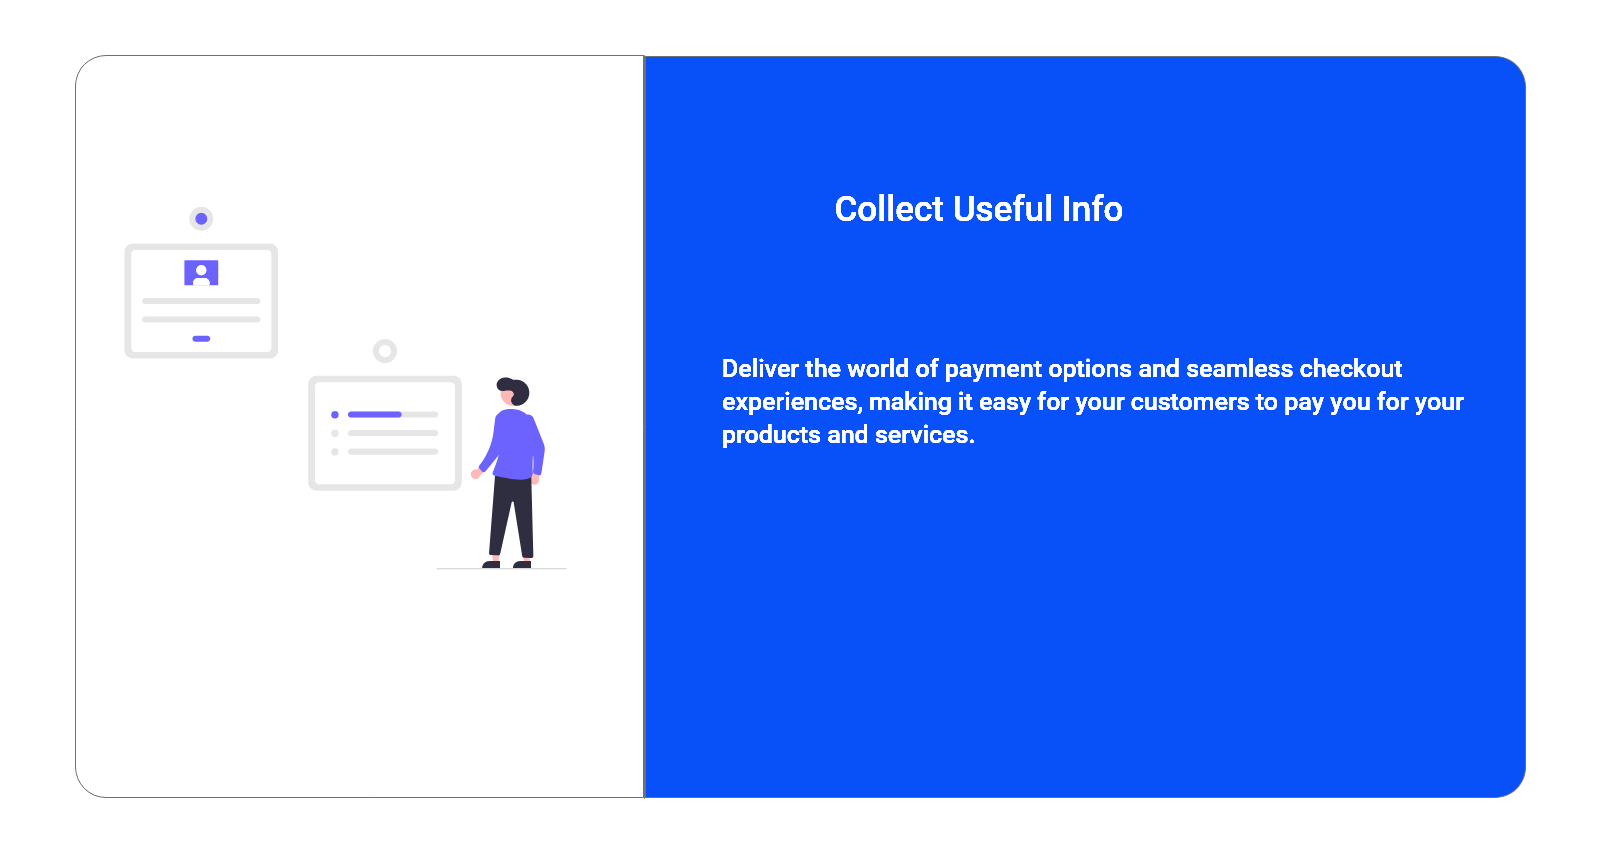 Collect Useful Info
Deliver the world of payment options and seamless checkout
experiences, making it easy for your customers to pay you for your
products and services.